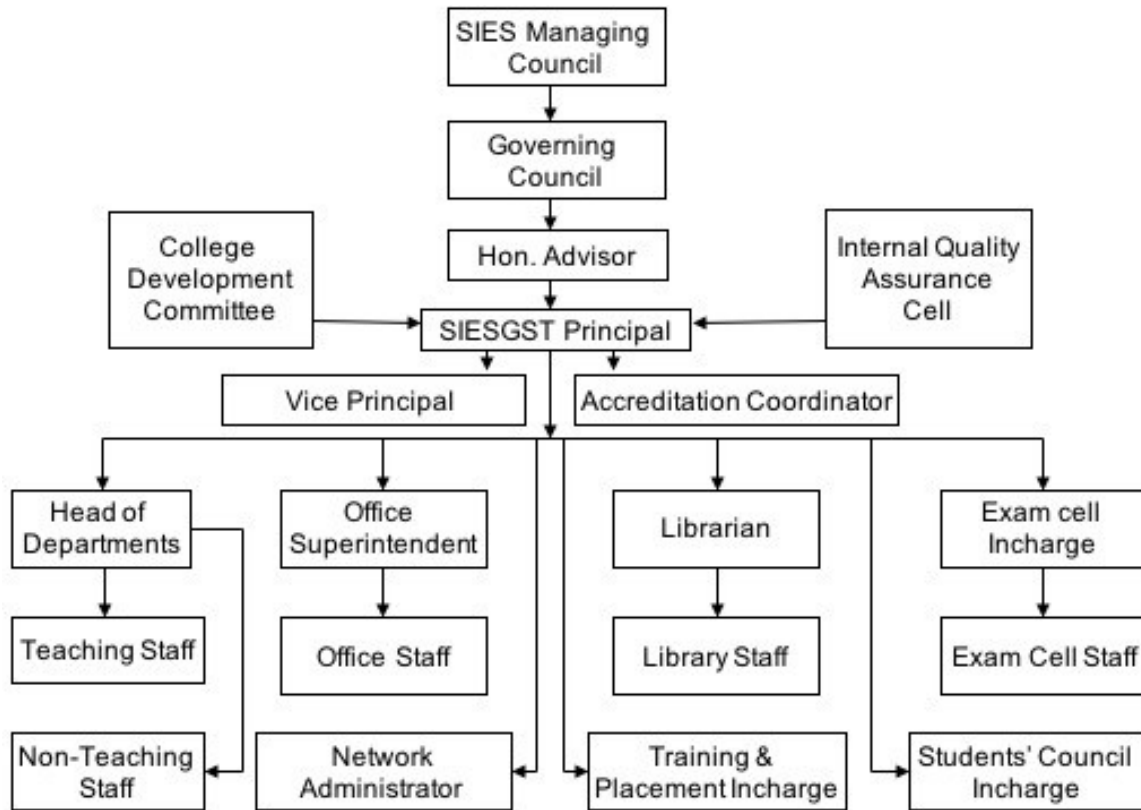 SIES Managing
Council
Governing
Council
College
Development
Committee
Hon. Advisor
Internal Quality
Assurance
Cell
SIESGST Principal
Vice Principal
Accreditation Coordinator
Head of
Departments
Office
Superintendent
Librarian
Exam cell
Incharge
Teaching Staff
Office Staff
Library Staff
Exam Cell Staff
Non-Teaching
Staff
Network
Administrator
Training &
Placement Incharge
Students' Council
Incharge